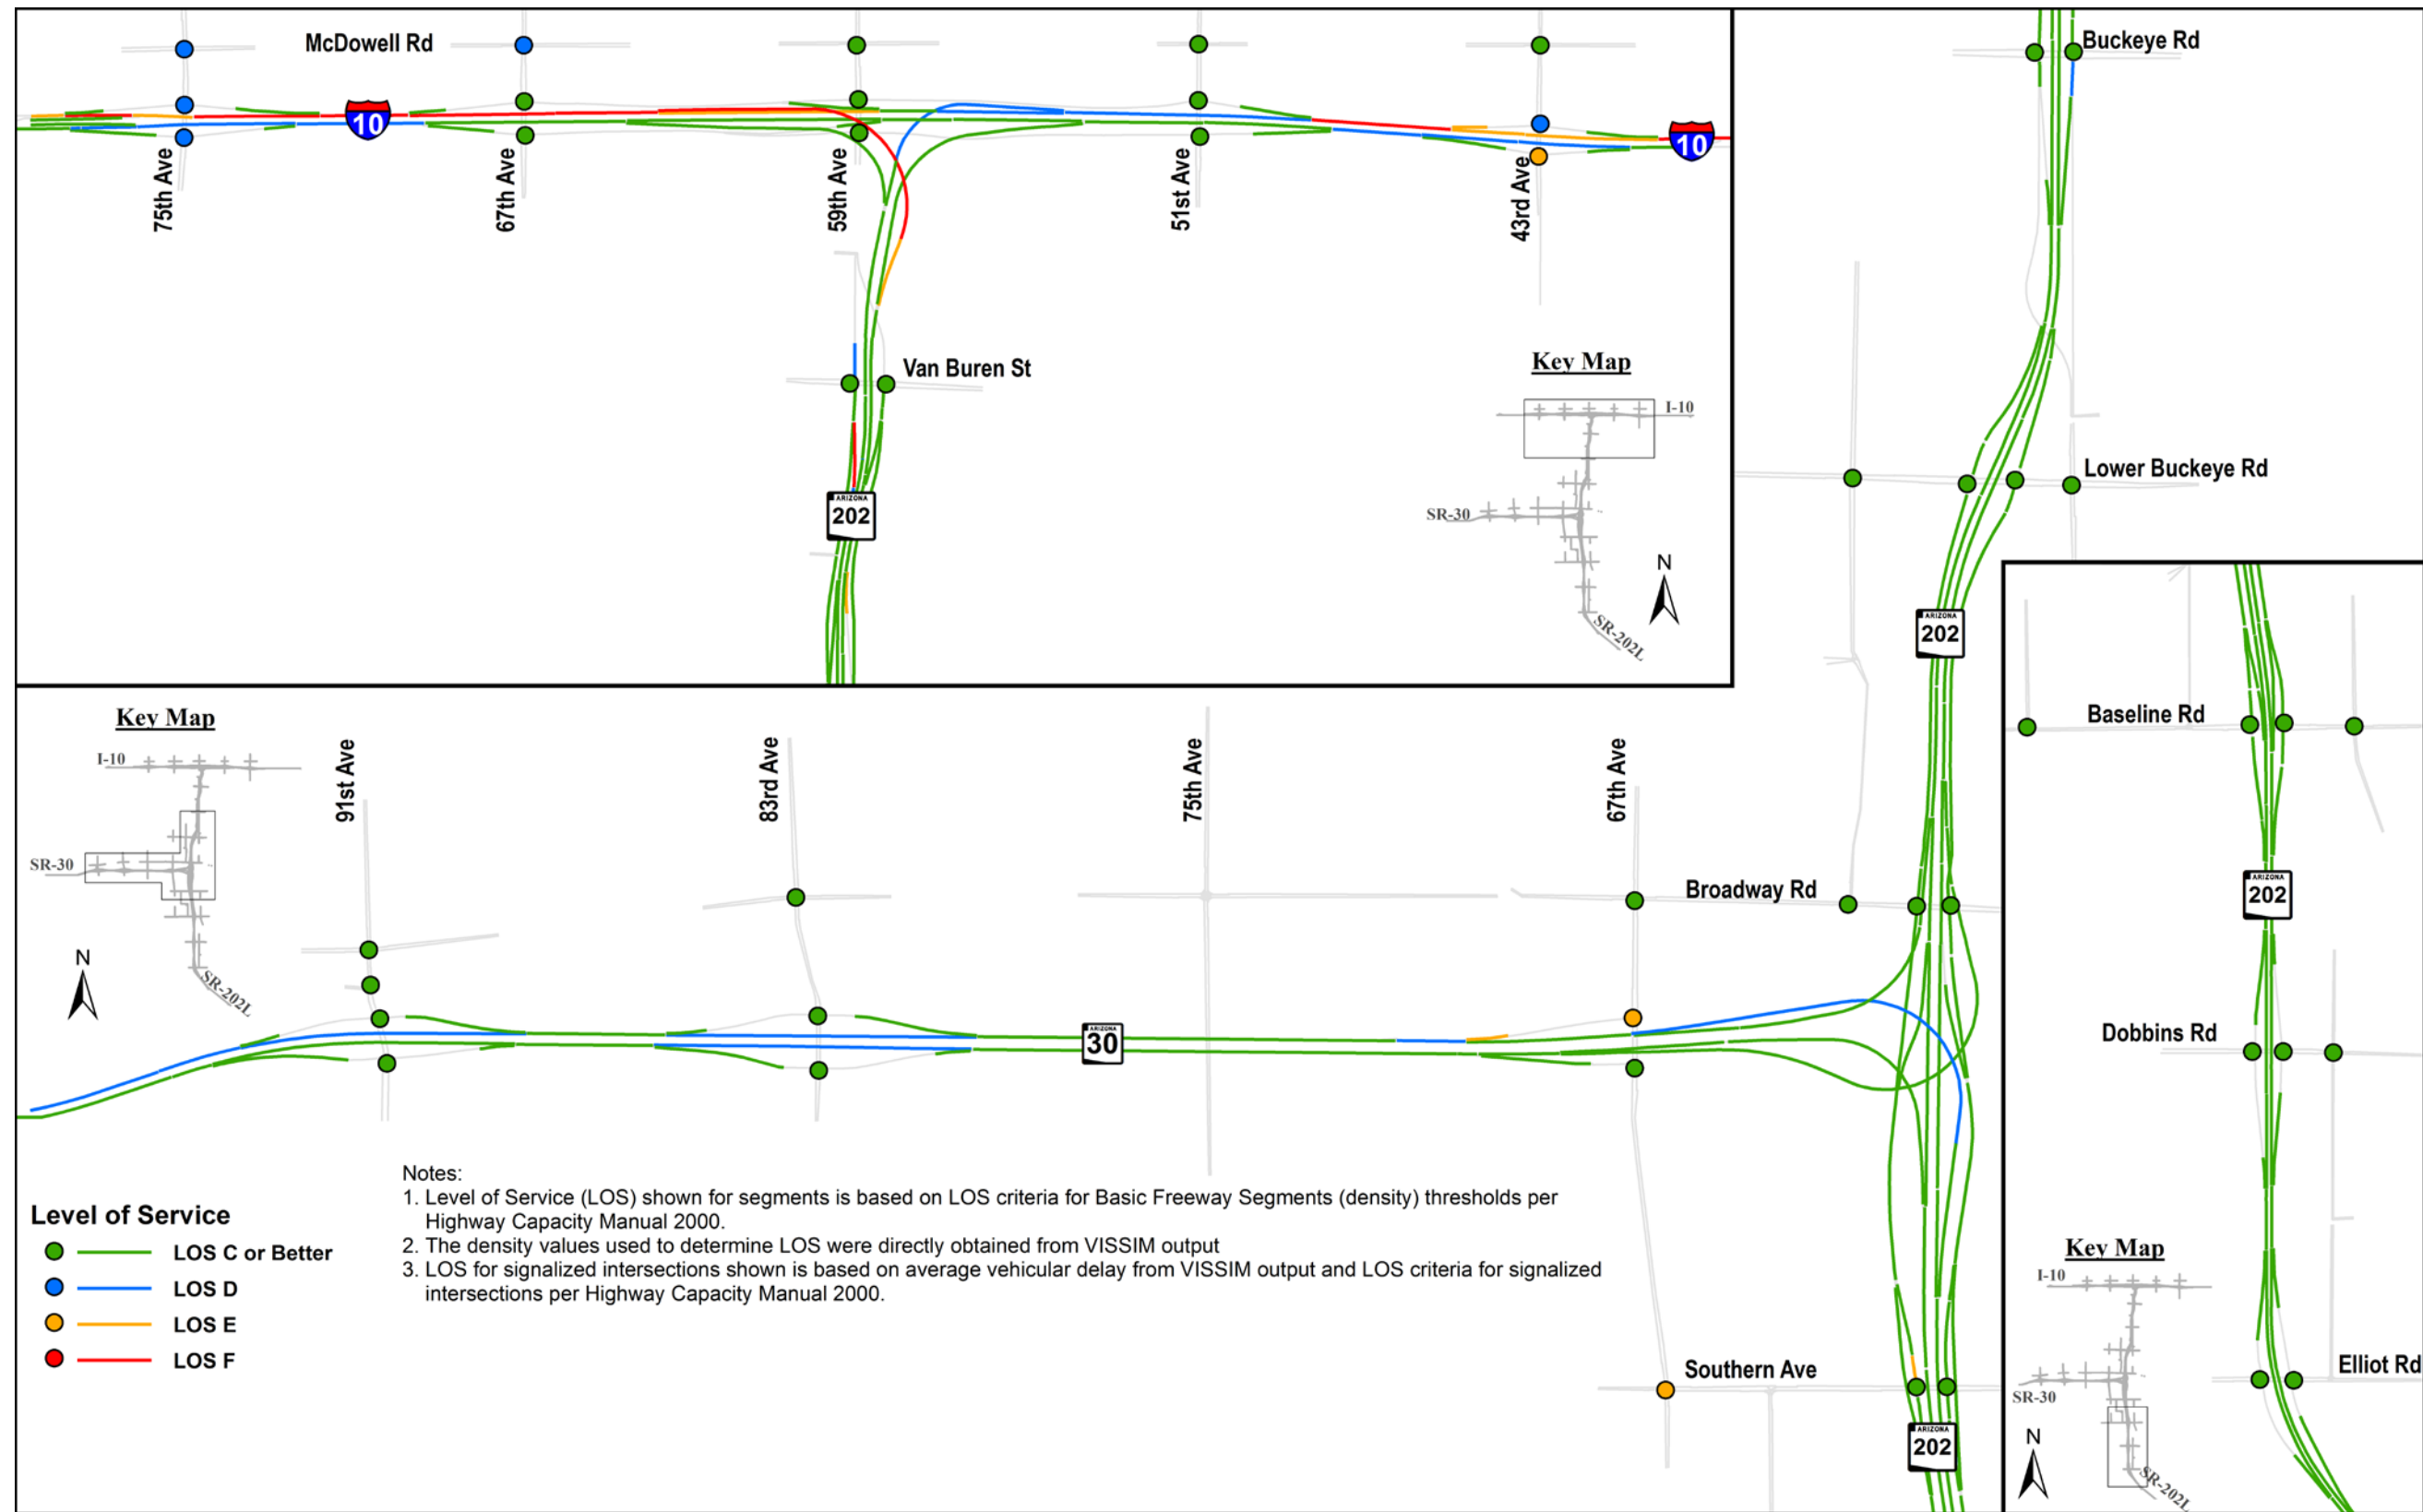 McDowell Rd
10
10
75th Ave
67th Ave
59th Ave
51st Ave
43rd Ave
Van Buren St
ARIZONA
202
Key Map
I-10
SR-30
N
SR-202L
Buckeye Rd
Lower Buckeye Rd
ARIZONA
202
Key Map
I-10
SR-30
N
SR-202L
91st Ave
83rd Ave
75th Ave
67th Ave
Broadway Rd
ARIZONA
30
Southern Ave
ARIZONA
202
Baseline Rd
ARIZONA
202
Dobbins Rd
Elliot Rd
Key Map
I-10
SR-30
N
SR-202L
Level of Service
LOS C or Better
LOS D
LOS E
LOS F
Notes:
1. Level of Service (LOS) shown for segments is based on LOS criteria for Basic Freeway Segments (density) thresholds per
Highway Capacity Manual 2000.
2. The density values used to determine LOS were directly obtained from VISSIM output
3. LOS for signalized intersections shown is based on average vehicular delay from VISSIM output and LOS criteria for signalized
intersections per Highway Capacity Manual 2000.